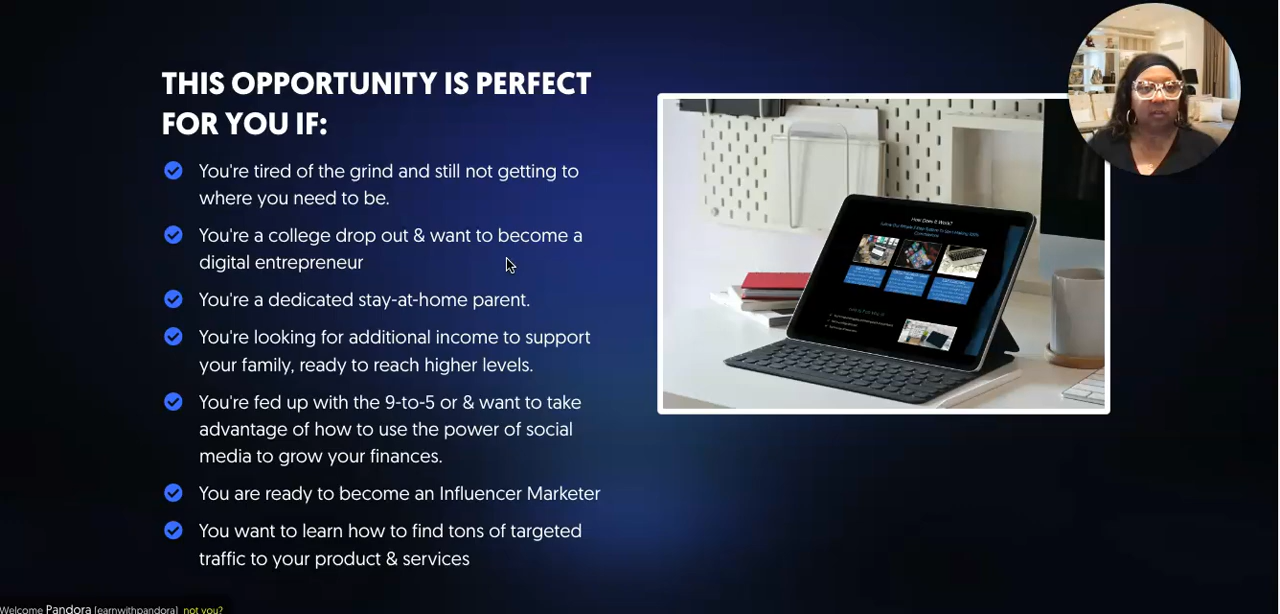 THIS OPPORTUNITY IS PERFECT
FOR YOU IF:
You're tired of the grind and still not getting to
where you need to be.
You're a college drop out & want to become a
digital entrepreneur
You're a dedicated stay-at-home parent.
You're looking for additional income to support
your family, ready to reach higher levels.
You're fed up with the 9-to-5 or & want to take
advantage of how to use the power of social
media to grow your finances.
You are ready to become an Influencer Marketer
You want to learn how to find tons of targeted
traffic to your product & services
How Does It Work?
Welcome Pandora [earnwithpandora] not you?